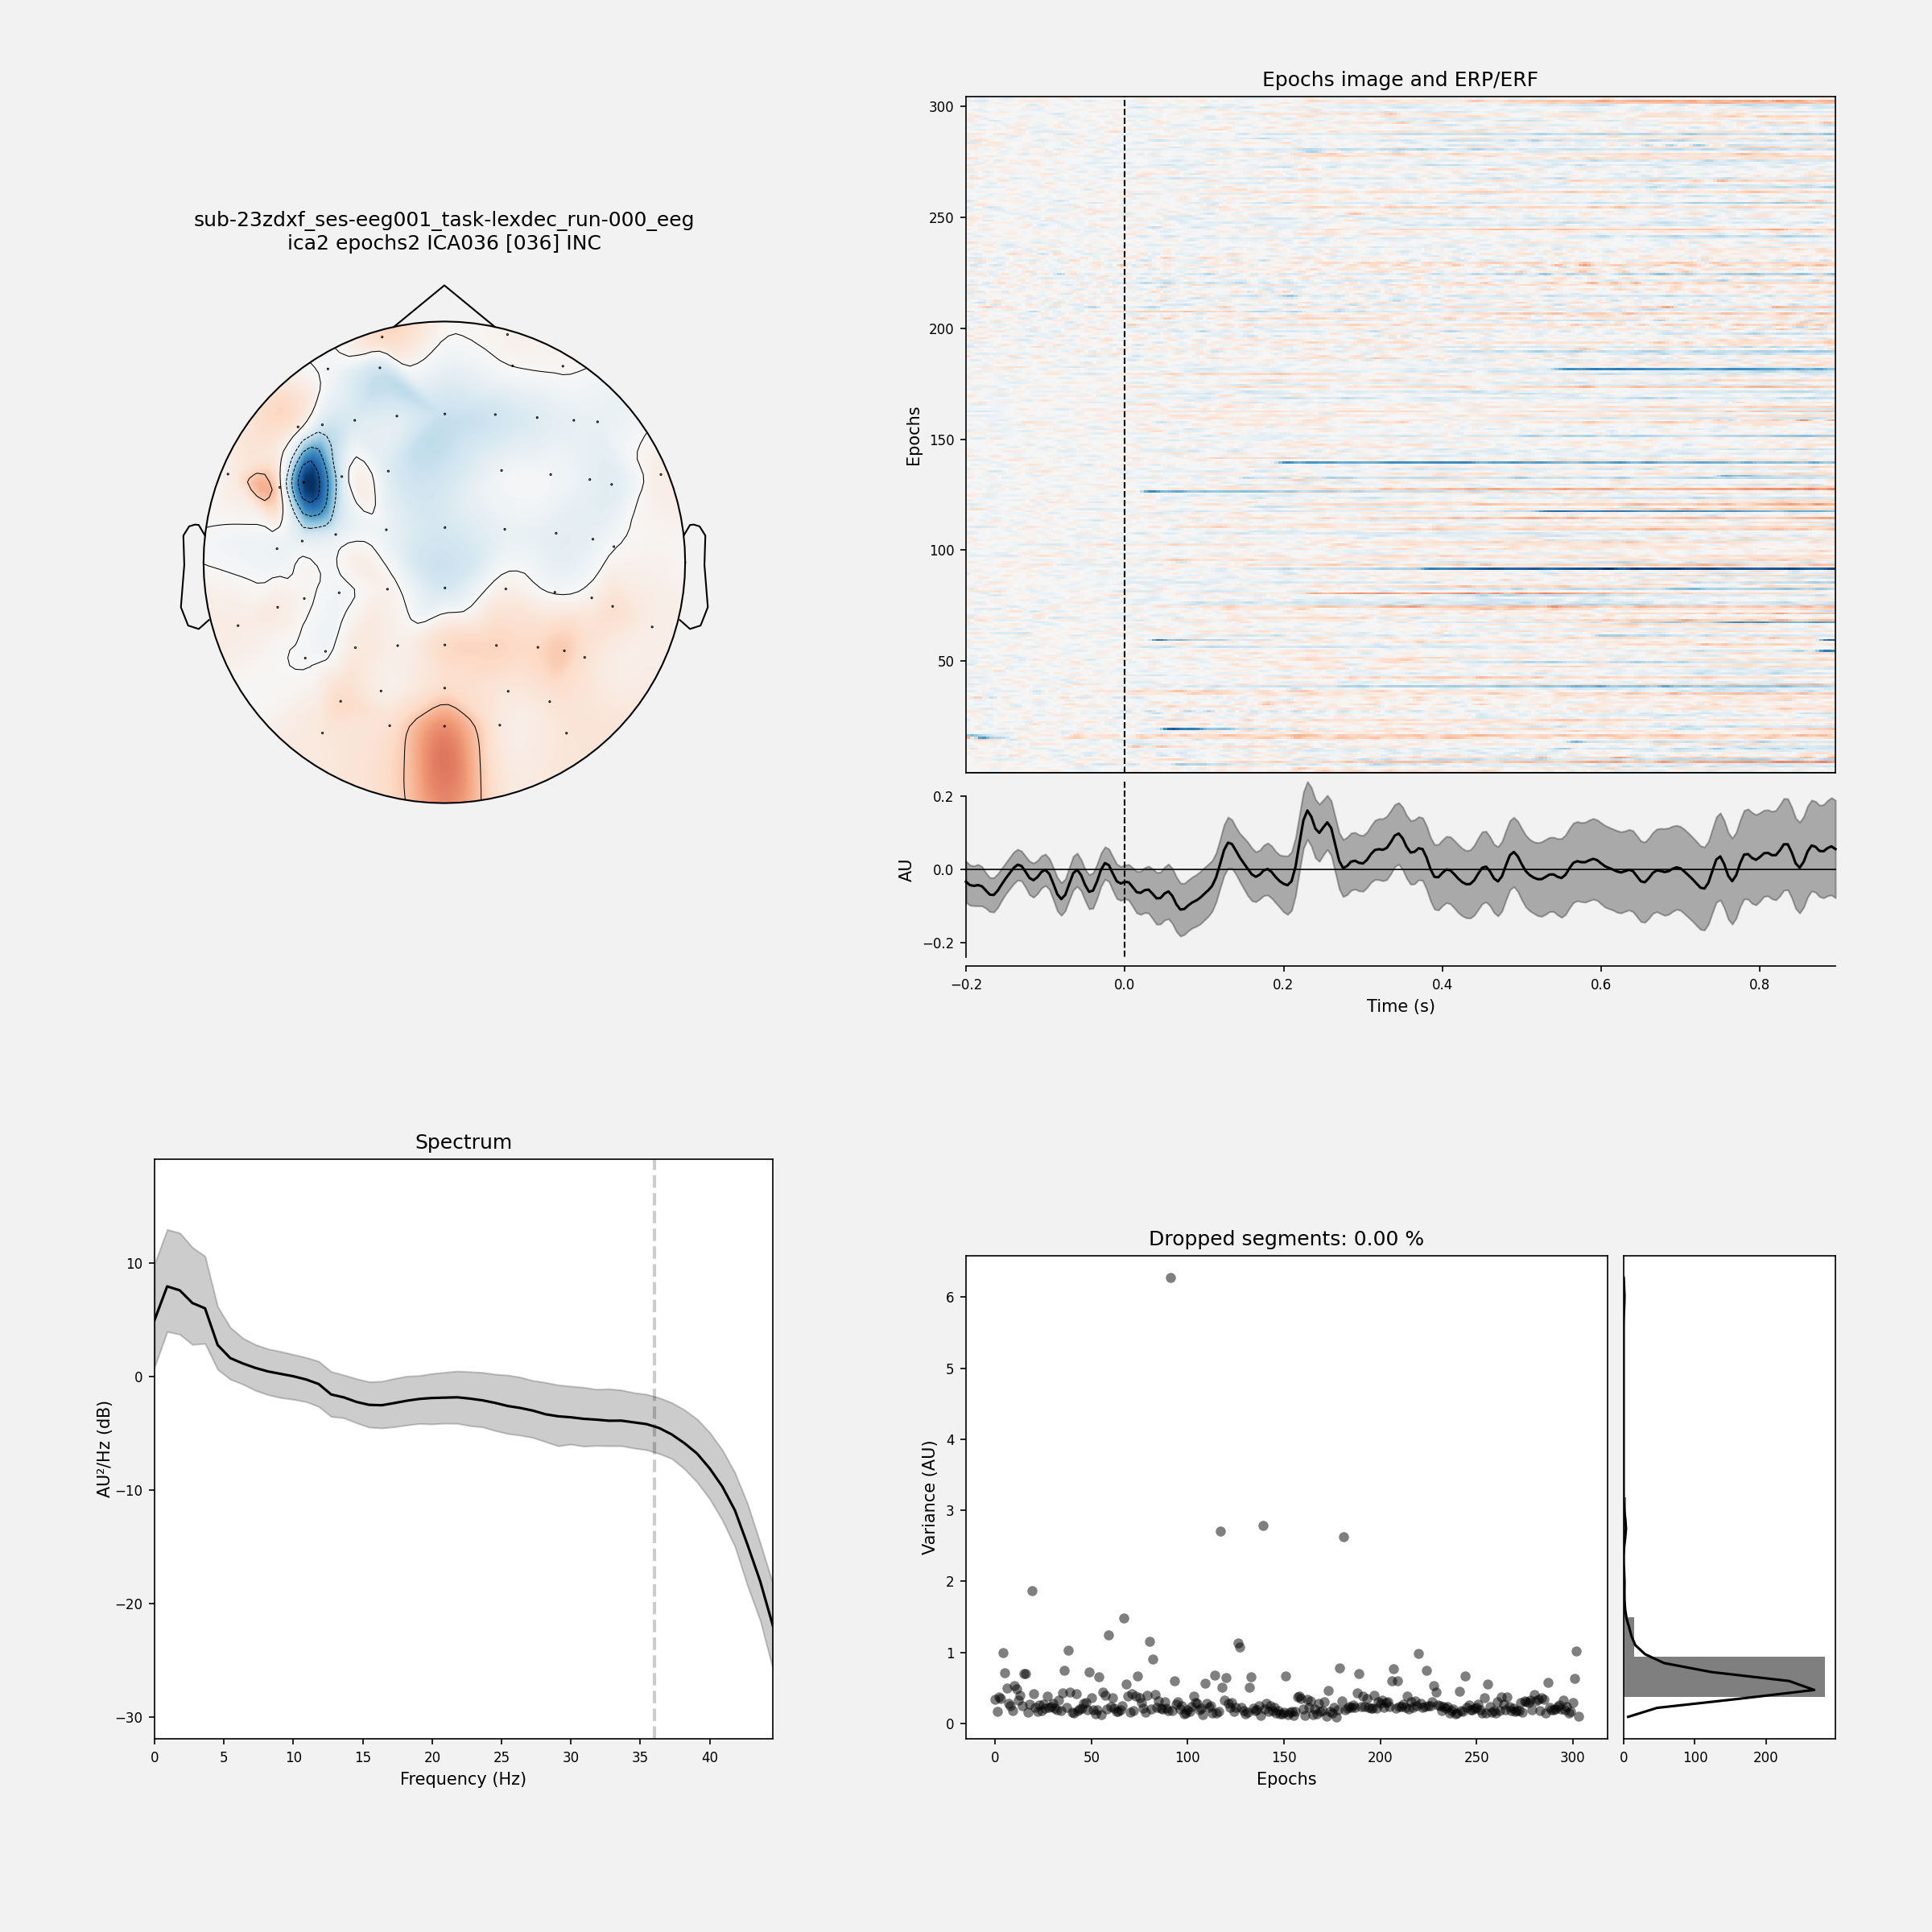 sub-23zdxf_ses-eeg001_task-lexdec_run-000_eeg
ica2 epochs2 ICA036 [036] INC
Epochs image and ERP/ERF
300
250
200
150
100
50
Epochs
0.2
0.0
−0.2
AU
−0.2 0.0 0.2 0.4 0.6 0.8
Time (s)
Spectrum
10
0
−10
−20
−30
AU²/Hz (dB)
0 5 10 15 20 25 30 35 40
Frequency (Hz)
Dropped segments: 0.00 %
6
5
4
3
2
1
0
Variance (AU)
0 50 100 150 200 250 300
Epochs
0 100 200